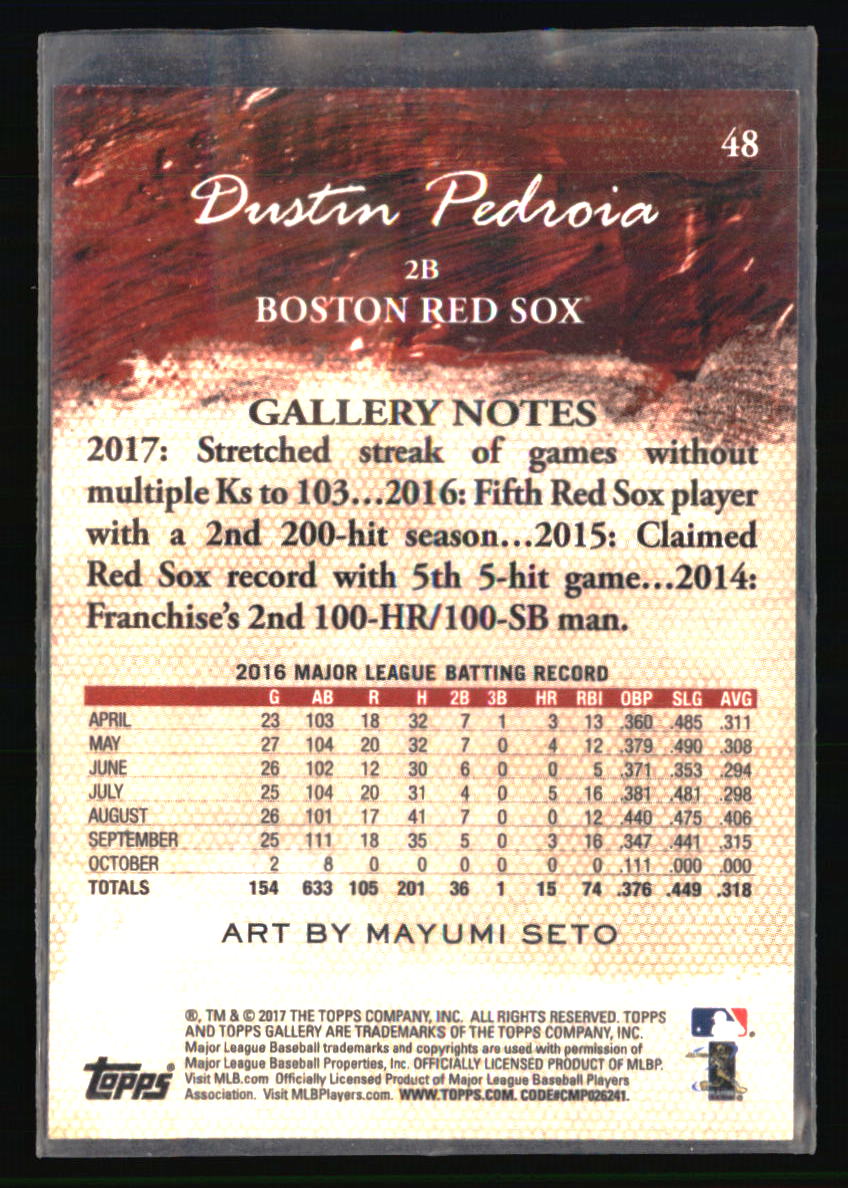 48
Dustin Pedroia
2B
BOSTON RED SOX
GALLERY NOTES
2017: Stretched streak of games without
multiple Ks to 103...2016: Fifth Red Sox player
with a 2nd 200-hit season...2015: Claimed
Red Sox record with 5th 5-hit game...2014:
Franchise's 2nd 100-HR/100-SB man.
2016 MAJOR LEAGUE BATTING RECORD
G AB R H 2B 3B HR RBI OBP SLG AVG
APRIL 23 103 18 32 7 1 3 13 .360 .485 .311
MAY 27 104 20 32 7 0 4 12 .379 .490 .308
JUNE 26 102 12 30 6 0 0 5 .371 .353 .294
JULY 25 104 20 31 4 0 5 16 .381 .481 .298
AUGUST 26 101 17 41 7 0 0 12 .440 .475 .406
SEPTEMBER 25 111 18 35 5 0 3 16 .347 .441 .315
OCTOBER 2 8 0 0 0 0 0 0 .111 .000 .000
TOTALS 154 633 105 201 36 1 15 74 .376 .449 .318
ART BY MAYUMI SETO
®, TM & © 2017 THE TOPPS COMPANY, INC. ALL RIGHTS RESERVED. TOPPS
AND TOPPS GALLERY ARE TRADEMARKS OF THE TOPPS COMPANY, INC.
Major League Baseball trademarks and copyrights are used with permission of
Major League Baseball Properties, Inc. OFFICIALLY LICENSED PRODUCT OF MLBP.
Visit MLB.com Officially Licensed Product of Major League Baseball Players
Association. Visit MLBPlayers.com. WWW.TOPPS.COM. CODE#CMP026241.
Topps